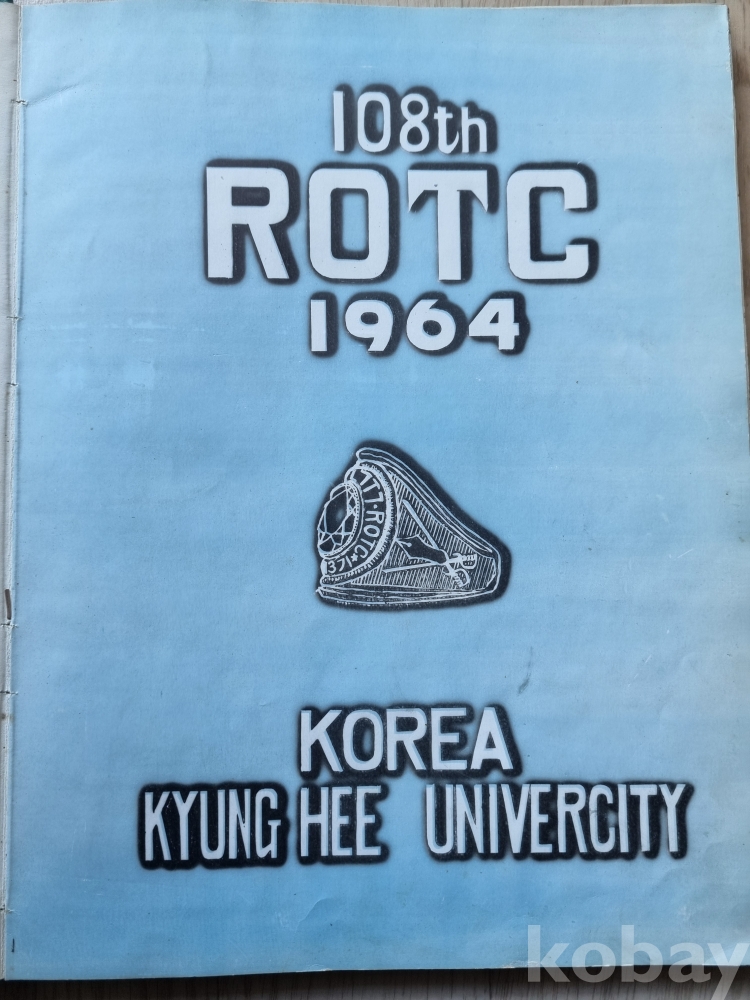 108th
ROTC
1964
KOREA
KYUNG HEE UNIVERCITY
kobay